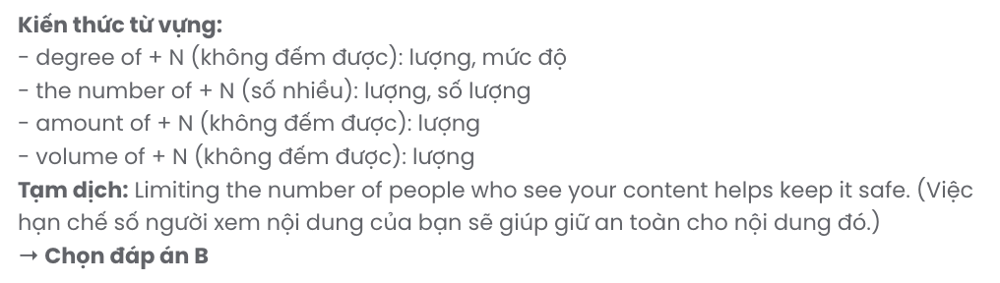 Kiến thức từ vựng:
- degree of + N (không đếm được): lượng, mức độ
- the number of + N (số nhiều): lượng, số lượng
- amount of + N (không đếm được): lượng
- volume of + N (không đếm được): lượng
Tạm dịch: Limiting the number of people who see your content helps keep it safe. (Việc
hạn chế số người xem nội dung của bạn sẽ giúp giữ an toàn cho nội dung đó.)
→ Chọn đáp án B